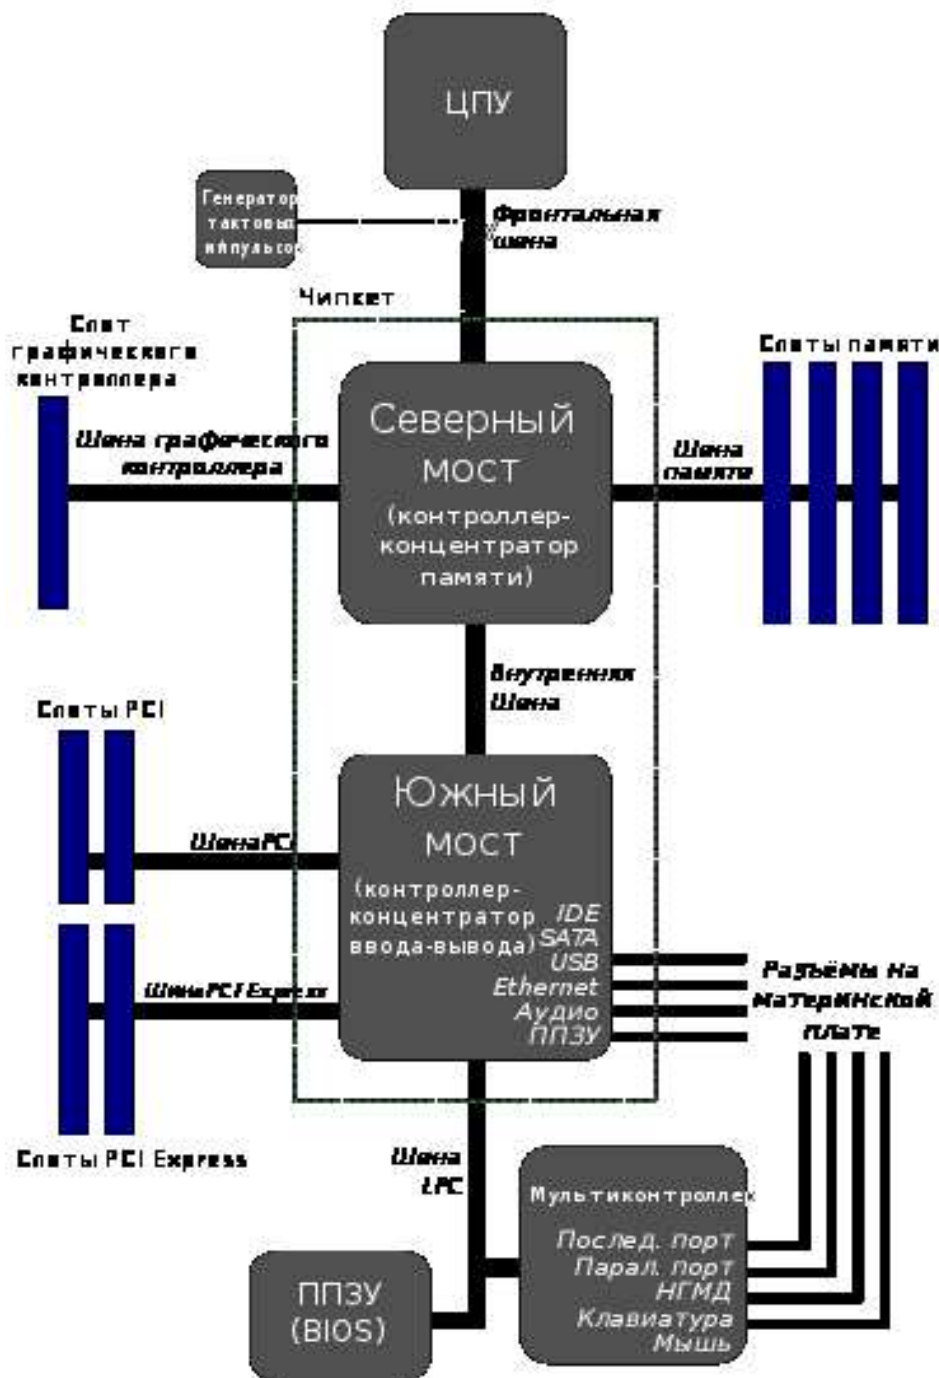 ЦПУ
Генератор
тактовых
импульсо
Фронтальная
шина
Чипсет
Слот
графического
контроллера
Слоты памяти
Шина графического
контроллера
Северный
мост
(контроллер-
концентратор
памяти)
Шина
памяти
Внутренняя
Шина
Слоты PCI
Шина PCI
Южный
мост
(контроллер-
концентратор
ввода-вывода)
IDE
SATA
USB
Ethernet
Аудио
ППЗУ
Шина PCI Express
Разъёмы на
материнской
плате
Слоты PCI Express
Шина
LPC
Мультиконтроллер
Послед. порт
Парал. порт
НГМД
Клавиатура
Мышь
ППЗУ
(BIOS)